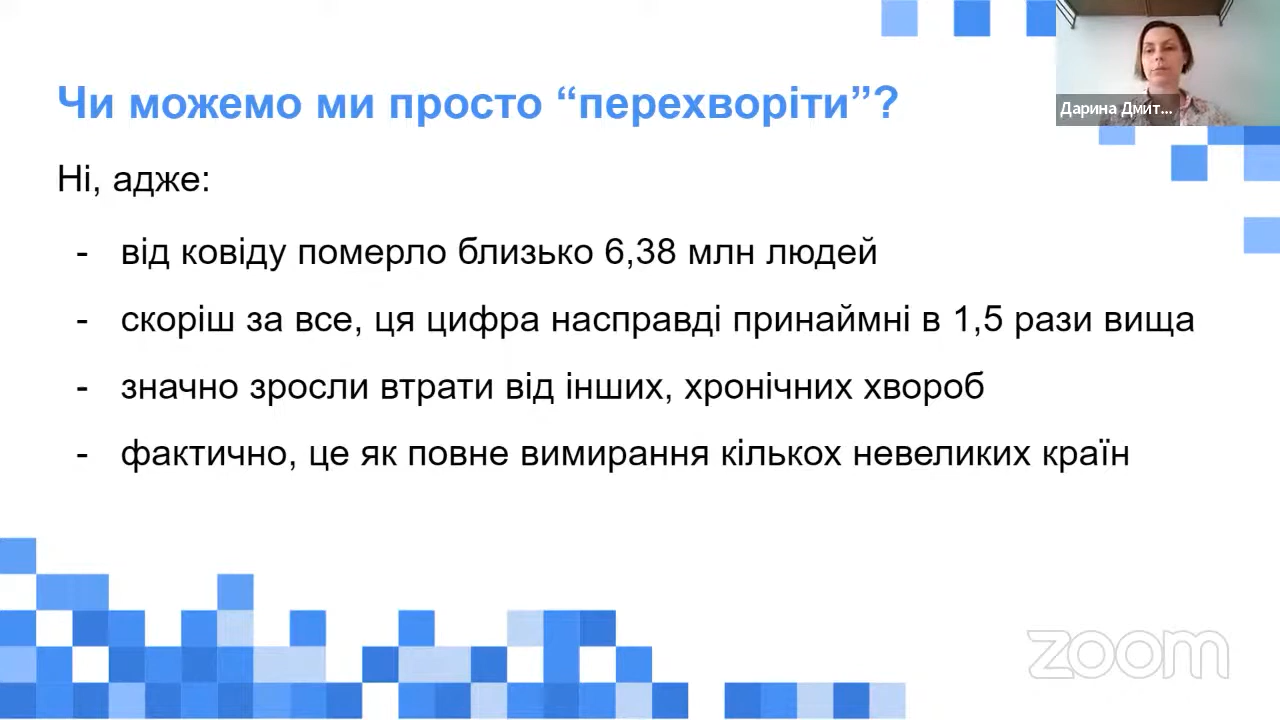 Чи можемо ми просто “перехворіти”?
Дарина Дмит...
Ні, адже:
- від ковіду померло близько 6,38 млн людей
- скоріш за все, ця цифра насправді принаймні в 1,5 рази вища
- значно зросли втрати від інших, хронічних хвороб
- фактично, це як повне вимирання кількох невеликих країн
zoom